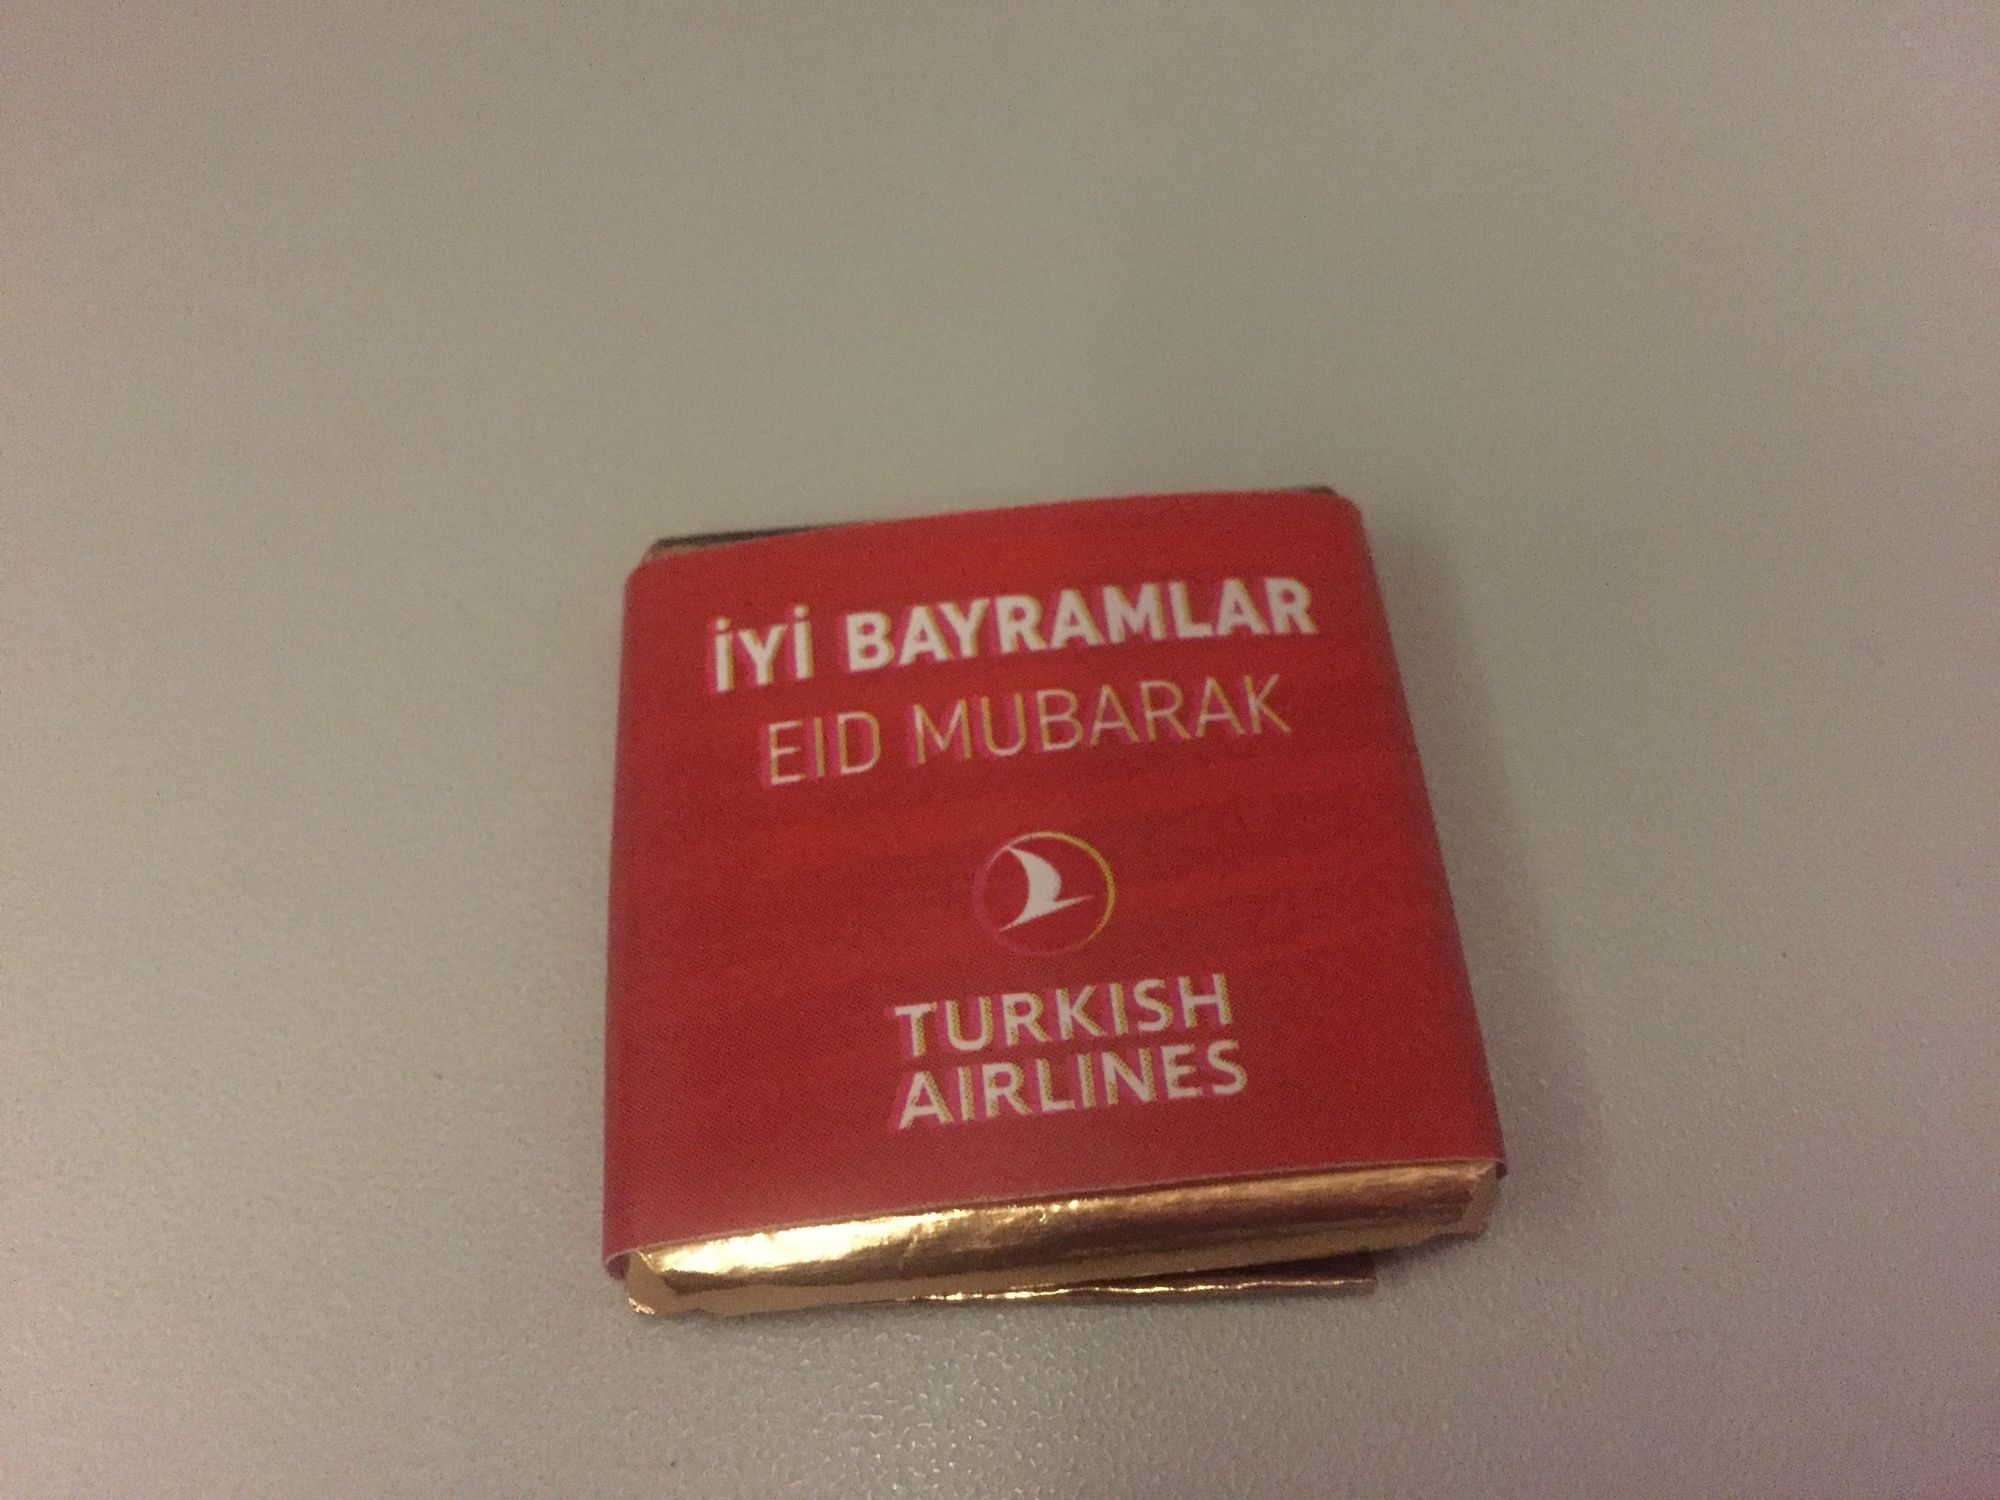 İYİ BAYRAMLAR
EID MUBARAK
TURKISH
AIRLINES